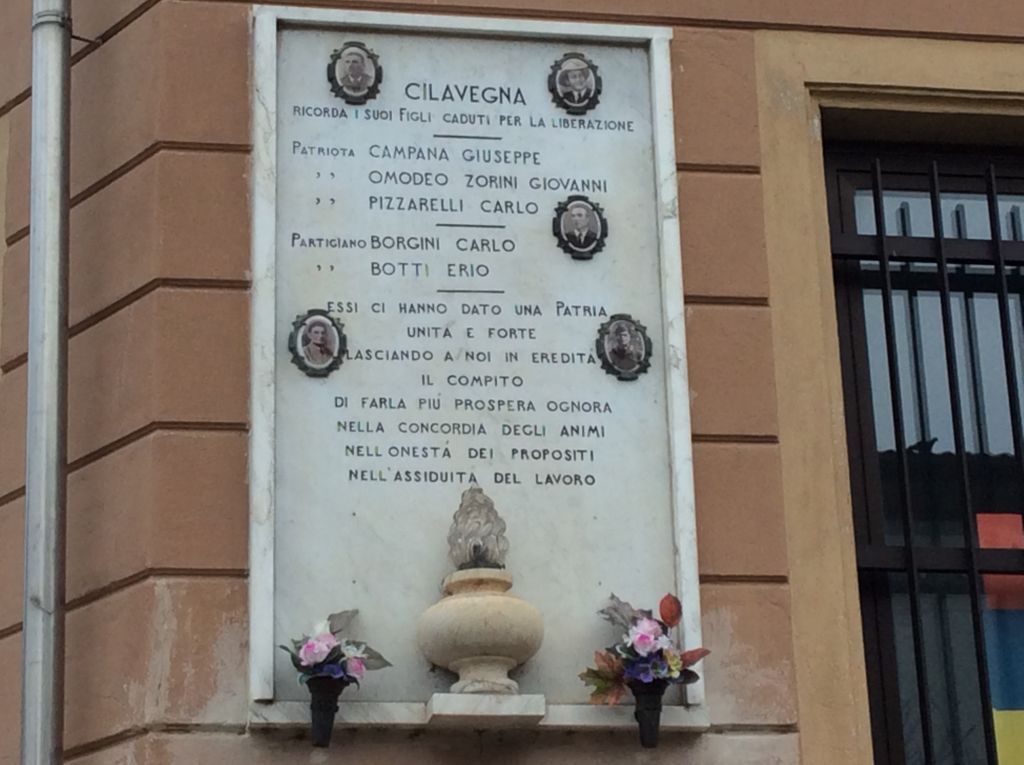 CILAVEGNA
RICORDA I SUOI FIGLI CADUTI PER LA LIBERAZIONE
PATRIOTA CAMPANA GIUSEPPE
,, OMODEO ZORINI GIOVANNI
,, PIZZARELLI CARLO
PARTIGIANO BORGINI CARLO
,, BOTTI ERIO
ESSI CI HANNO DATO UNA PATRIA
UNITA E FORTE
LASCIANDO A NOI IN EREDITÀ
IL COMPITO
DI FARLA PIÚ PROSPERA OGNORA
NELLA CONCORDIA DEGLI ANIMI
NELL'ONESTÁ DEI PROPOSITI
NELL'ASSIDUITÀ DEL LAVORO